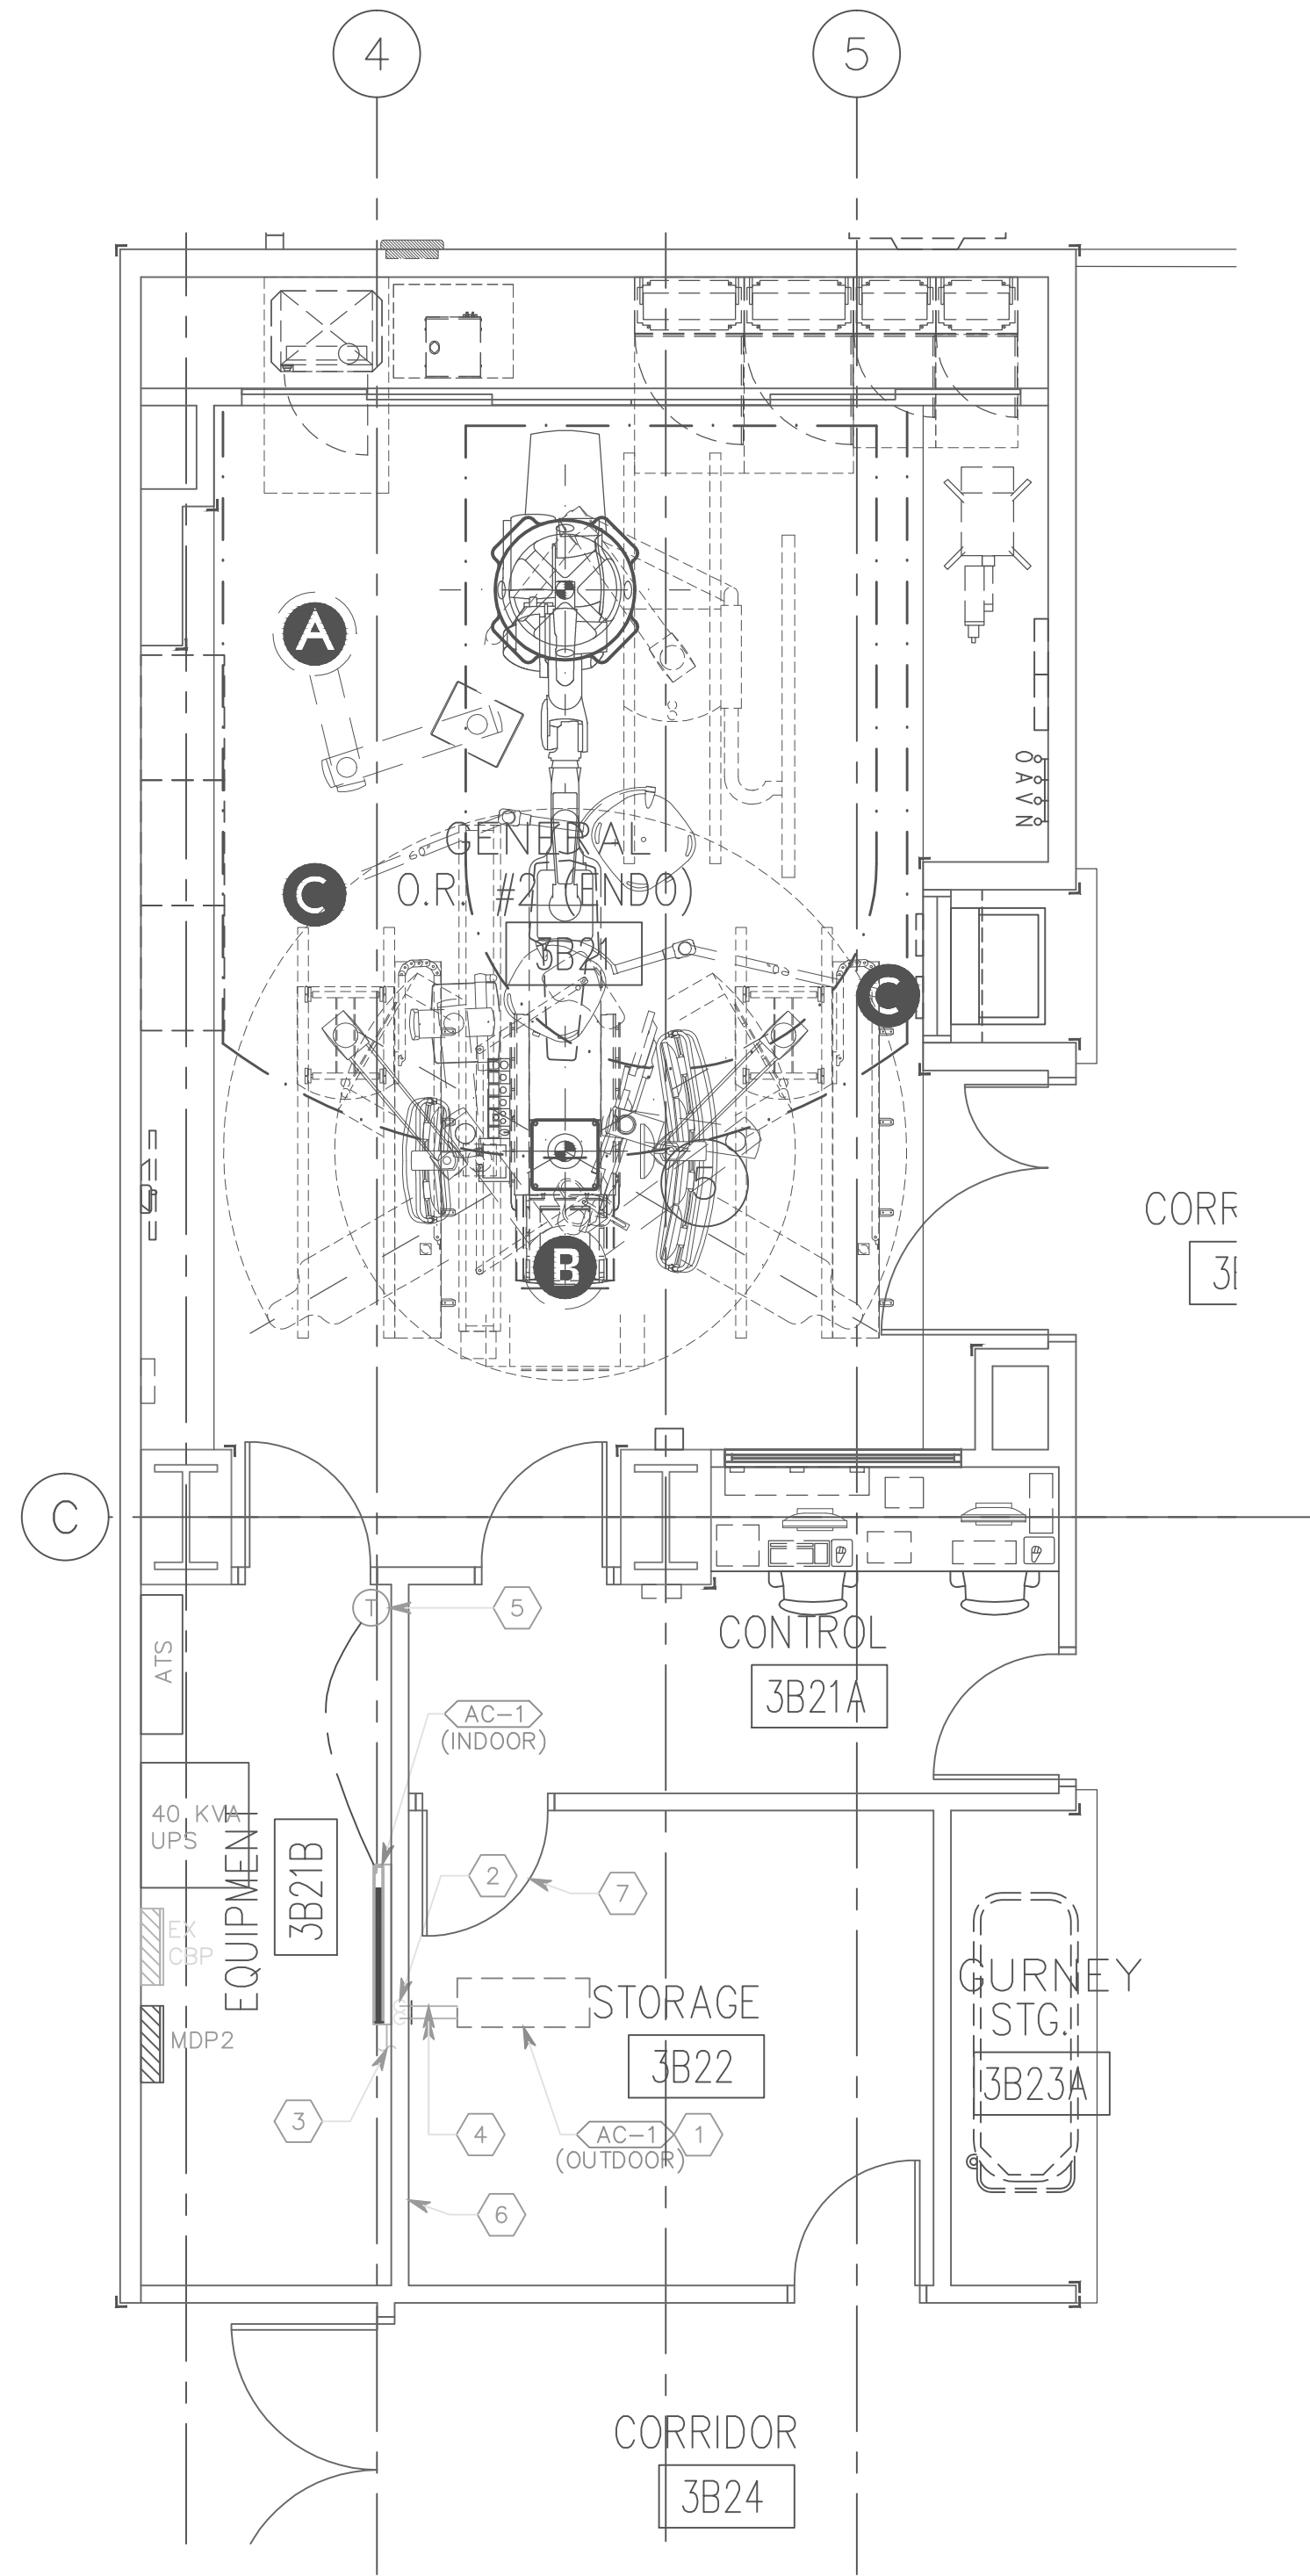 4
5
A
O
A
V
N
GENERAL
C
O.R. #2 (ENDO)
3B21
C
5
CORR
B
C
T
5
ATS
CONTROL
3B21A
AC-1
(INDOOR)
40 KVA
UPS
EQUIPMENT
3B21B
2
7
EX
CBP
GURNEY
STG.
3B23A
STORAGE
3B22
MDP2
3
4
AC-1
1
(OUTDOOR)
6
CORRIDOR
3B24